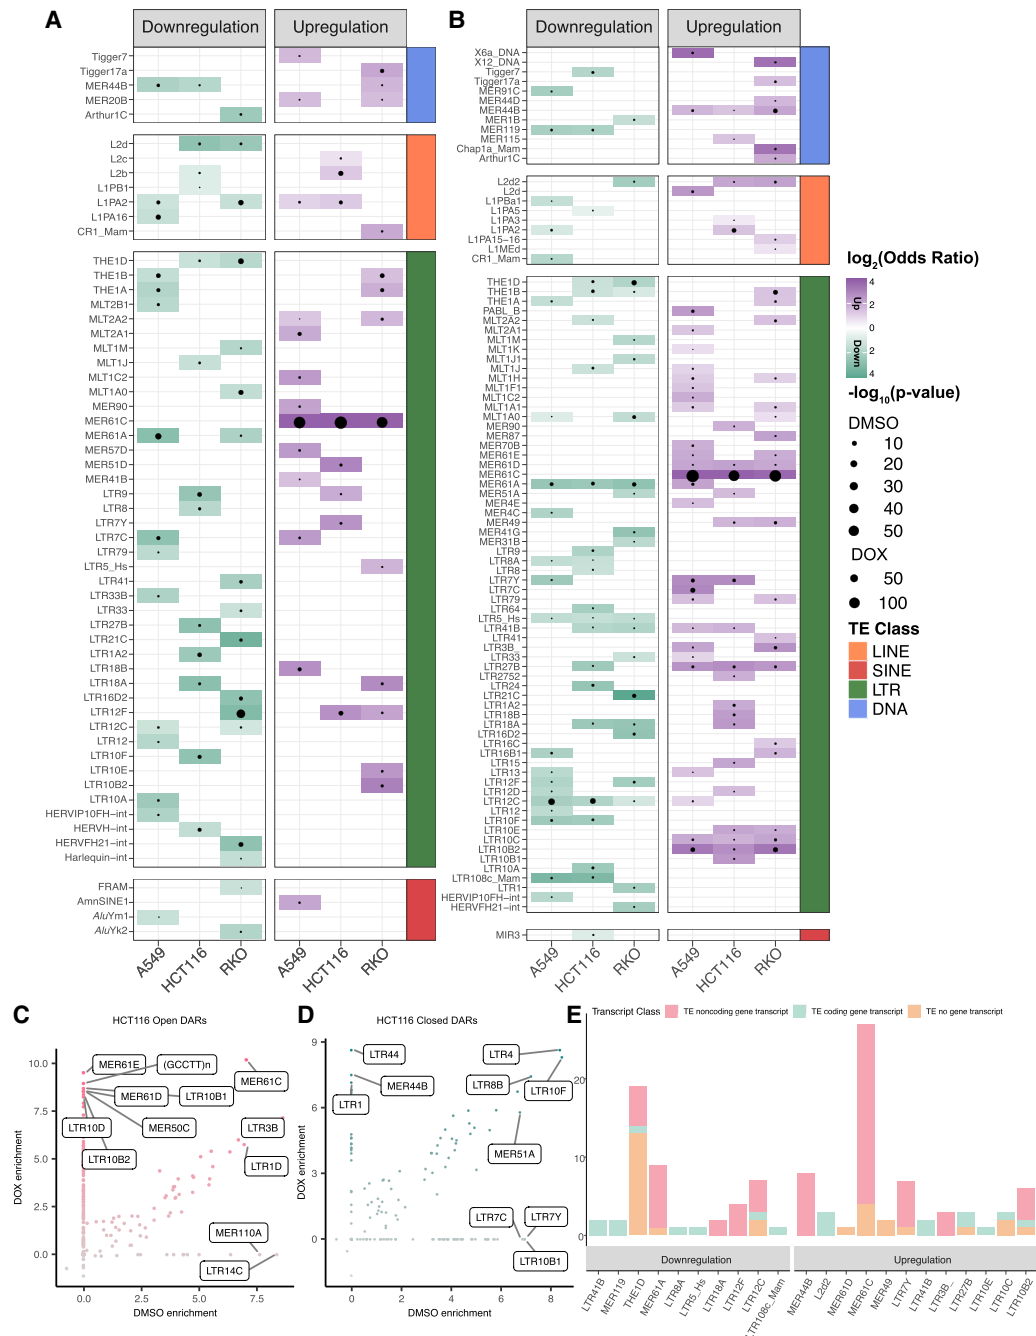 A
Downregulation
Upregulation
Tigger7
Tigger17a
MER44B
MER20B
Arthur1C
L2d
L2c
L2b
L1PB1
L1PA2
L1PA16
CR1_Mam
THE1D
THE1B
THE1A
MLT2B1
MLT2A2
MLT2A1
MLT1M
MLT1J
MLT1C2
MLT1A0
MER90
MER61C
MER61A
MER57D
MER51D
MER41B
LTR9
LTR8
LTR7Y
LTR7C
LTR79
LTR5_Hs
LTR41
LTR33B
LTR33
LTR27B
LTR21C
LTR1A2
LTR18B
LTR18A
LTR16D2
LTR12F
LTR12C
LTR12
LTR10F
LTR10E
LTR10B2
LTR10A
HERVIP10FH-int
HERVH-int
HERVFH21-int
Harlequin-int
FRAM
AmnSINE1
AluYm1
AluYk2
A549
HCT116
RKO
A549
HCT116
RKO
B
Downregulation
Upregulation
X6a_DNA
X12_DNA
Tigger7
Tigger17a
MER91C
MER44D
MER44B
MER1B
MER119
MER115
Chap1a_Mam
Arthur1C
L2d2
L2d
L1PBa1
L1PA5
L1PA3
L1PA2
L1PA15-16
L1MEd
CR1_Mam
THE1D
THE1B
THE1A
PABL_B
MLT2A2
MLT2A1
MLT1M
MLT1K
MLT1J1
MLT1J
MLT1H
MLT1F1
MLT1C2
MLT1A1
MLT1A0
MER90
MER87
MER70B
MER61E
MER61D
MER61C
MER61A
MER51A
MER4E
MER4C
MER49
MER41G
MER31B
LTR9
LTR8A
LTR8
LTR7Y
LTR7C
LTR79
LTR64
LTR5_Hs
LTR41B
LTR41
LTR3B_
LTR33
LTR27B
LTR2752
LTR24
LTR21C
LTR1A2
LTR18B
LTR18A
LTR16D2
LTR16C
LTR16B1
LTR15
LTR13
LTR12F
LTR12D
LTR12C
LTR12
LTR10F
LTR10E
LTR10C
LTR10B2
LTR10B1
LTR10A
LTR108c_Mam
LTR1
HERVIP10FH-int
HERVFH21-int
MIR3
A549
HCT116
RKO
A549
HCT116
RKO
log2(Odds Ratio)
4
2
0
2
4
Up
Down
-log10(p-value)
DMSO
10
20
30
40
50
DOX
50
100
TE Class
LINE
SINE
LTR
DNA
C
HCT116 Open DARs
DOX enrichment
10.0
7.5
5.0
2.5
0.0
0.0
2.5
5.0
7.5
DMSO enrichment
MER61E
(GCCTT)n
MER61C
MER61D
LTR10B1
LTR10D
MER50C
LTR3B
LTR10B2
LTR1D
MER110A
LTR14C
D
HCT116 Closed DARs
DOX enrichment
9
6
3
0
0
2
4
6
8
DMSO enrichment
LTR44
LTR4
MER44B
LTR8B
LTR10F
LTR1
MER51A
LTR7C
LTR7Y
LTR10B1
E
Transcript Class
TE noncoding gene transcript
TE coding gene transcript
TE no gene transcript
20
10
0
Downregulation
Upregulation
LTR41B
MER119
THE1D
MER61A
LTR8A
LTR5_Hs
LTR18A
LTR12F
LTR12C
LTR108c_Mam
MER44B
L2d2
MER61D
MER61C
MER49
LTR7Y
LTR41B
LTR3B_
LTR27B
LTR10E
LTR10C
LTR10B2